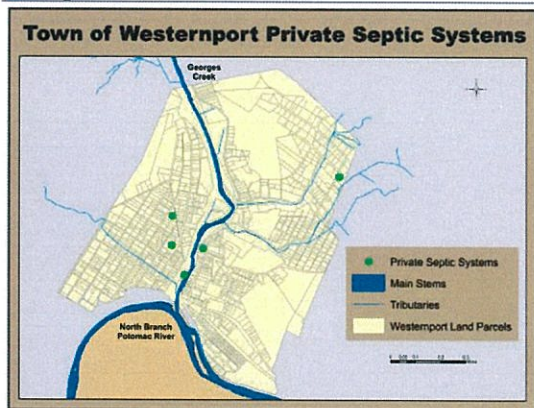 Town of Westernport Private Septic Systems
Georges
Creek
Private Septic Systems
Main Stems
Tributaries
Westernport Land Parcels
North Branch
Potomac River